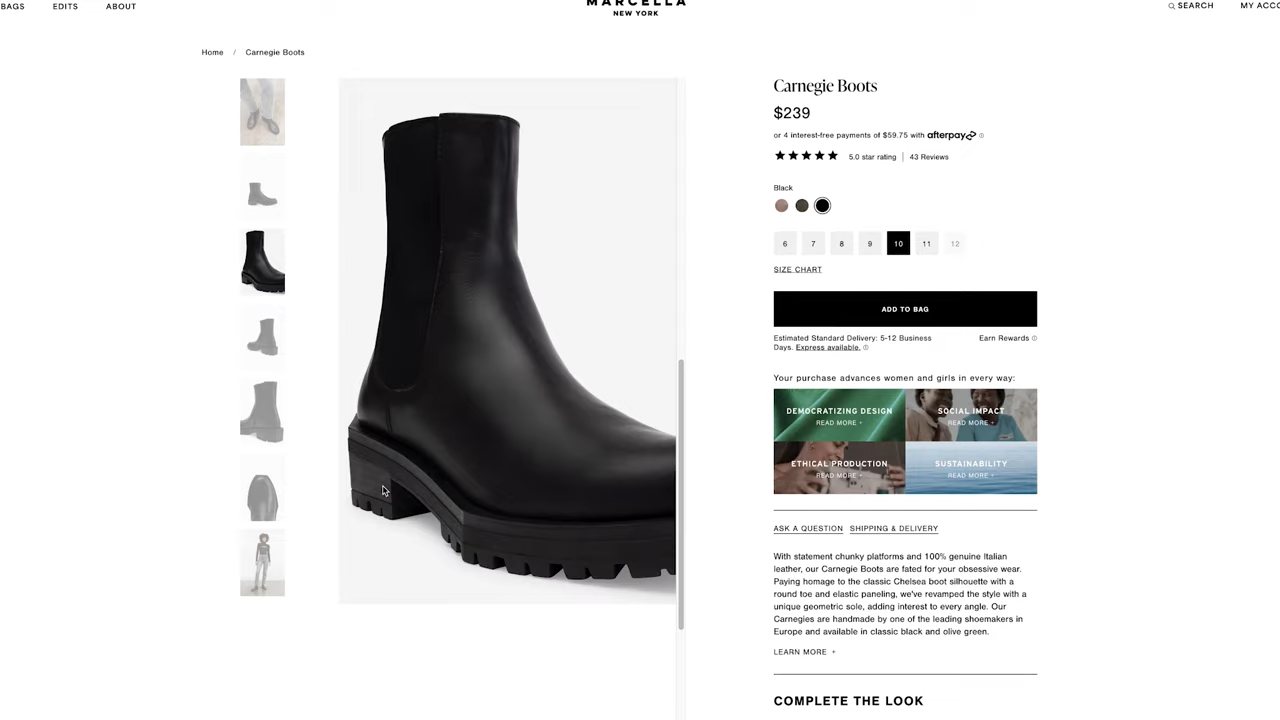 BAGS EDITS ABOUT
MARCELLA
NEW YORK
SEARCH MY ACCO
Home / Carnegie Boots
Carnegie Boots
$239
or 4 interest-free payments of $59.75 with afterpay
5.0 star rating | 43 Reviews
Black
6 7 8 9 10 11 12
SIZE CHART
ADD TO BAG
Estimated Standard Delivery: 5-12 Business
Days. Express available.
Earn Rewards
Your purchase advances women and girls in every way:
DEMOCRATIZING DESIGN
READ MORE +
SOCIAL IMPACT
READ MORE +
ETHICAL PRODUCTION
READ MORE +
SUSTAINABILITY
READ MORE +
ASK A QUESTION SHIPPING & DELIVERY
With statement chunky platforms and 100% genuine Italian
leather, our Carnegie Boots are fated for your obsessive wear.
Paying homage to the classic Chelsea boot silhouette with a
round toe and elastic paneling, we've revamped the style with a
unique geometric sole, adding interest to every angle. Our
Carnegies are handmade by one of the leading shoemakers in
Europe and available in classic black and olive green.
LEARN MORE +
COMPLETE THE LOOK